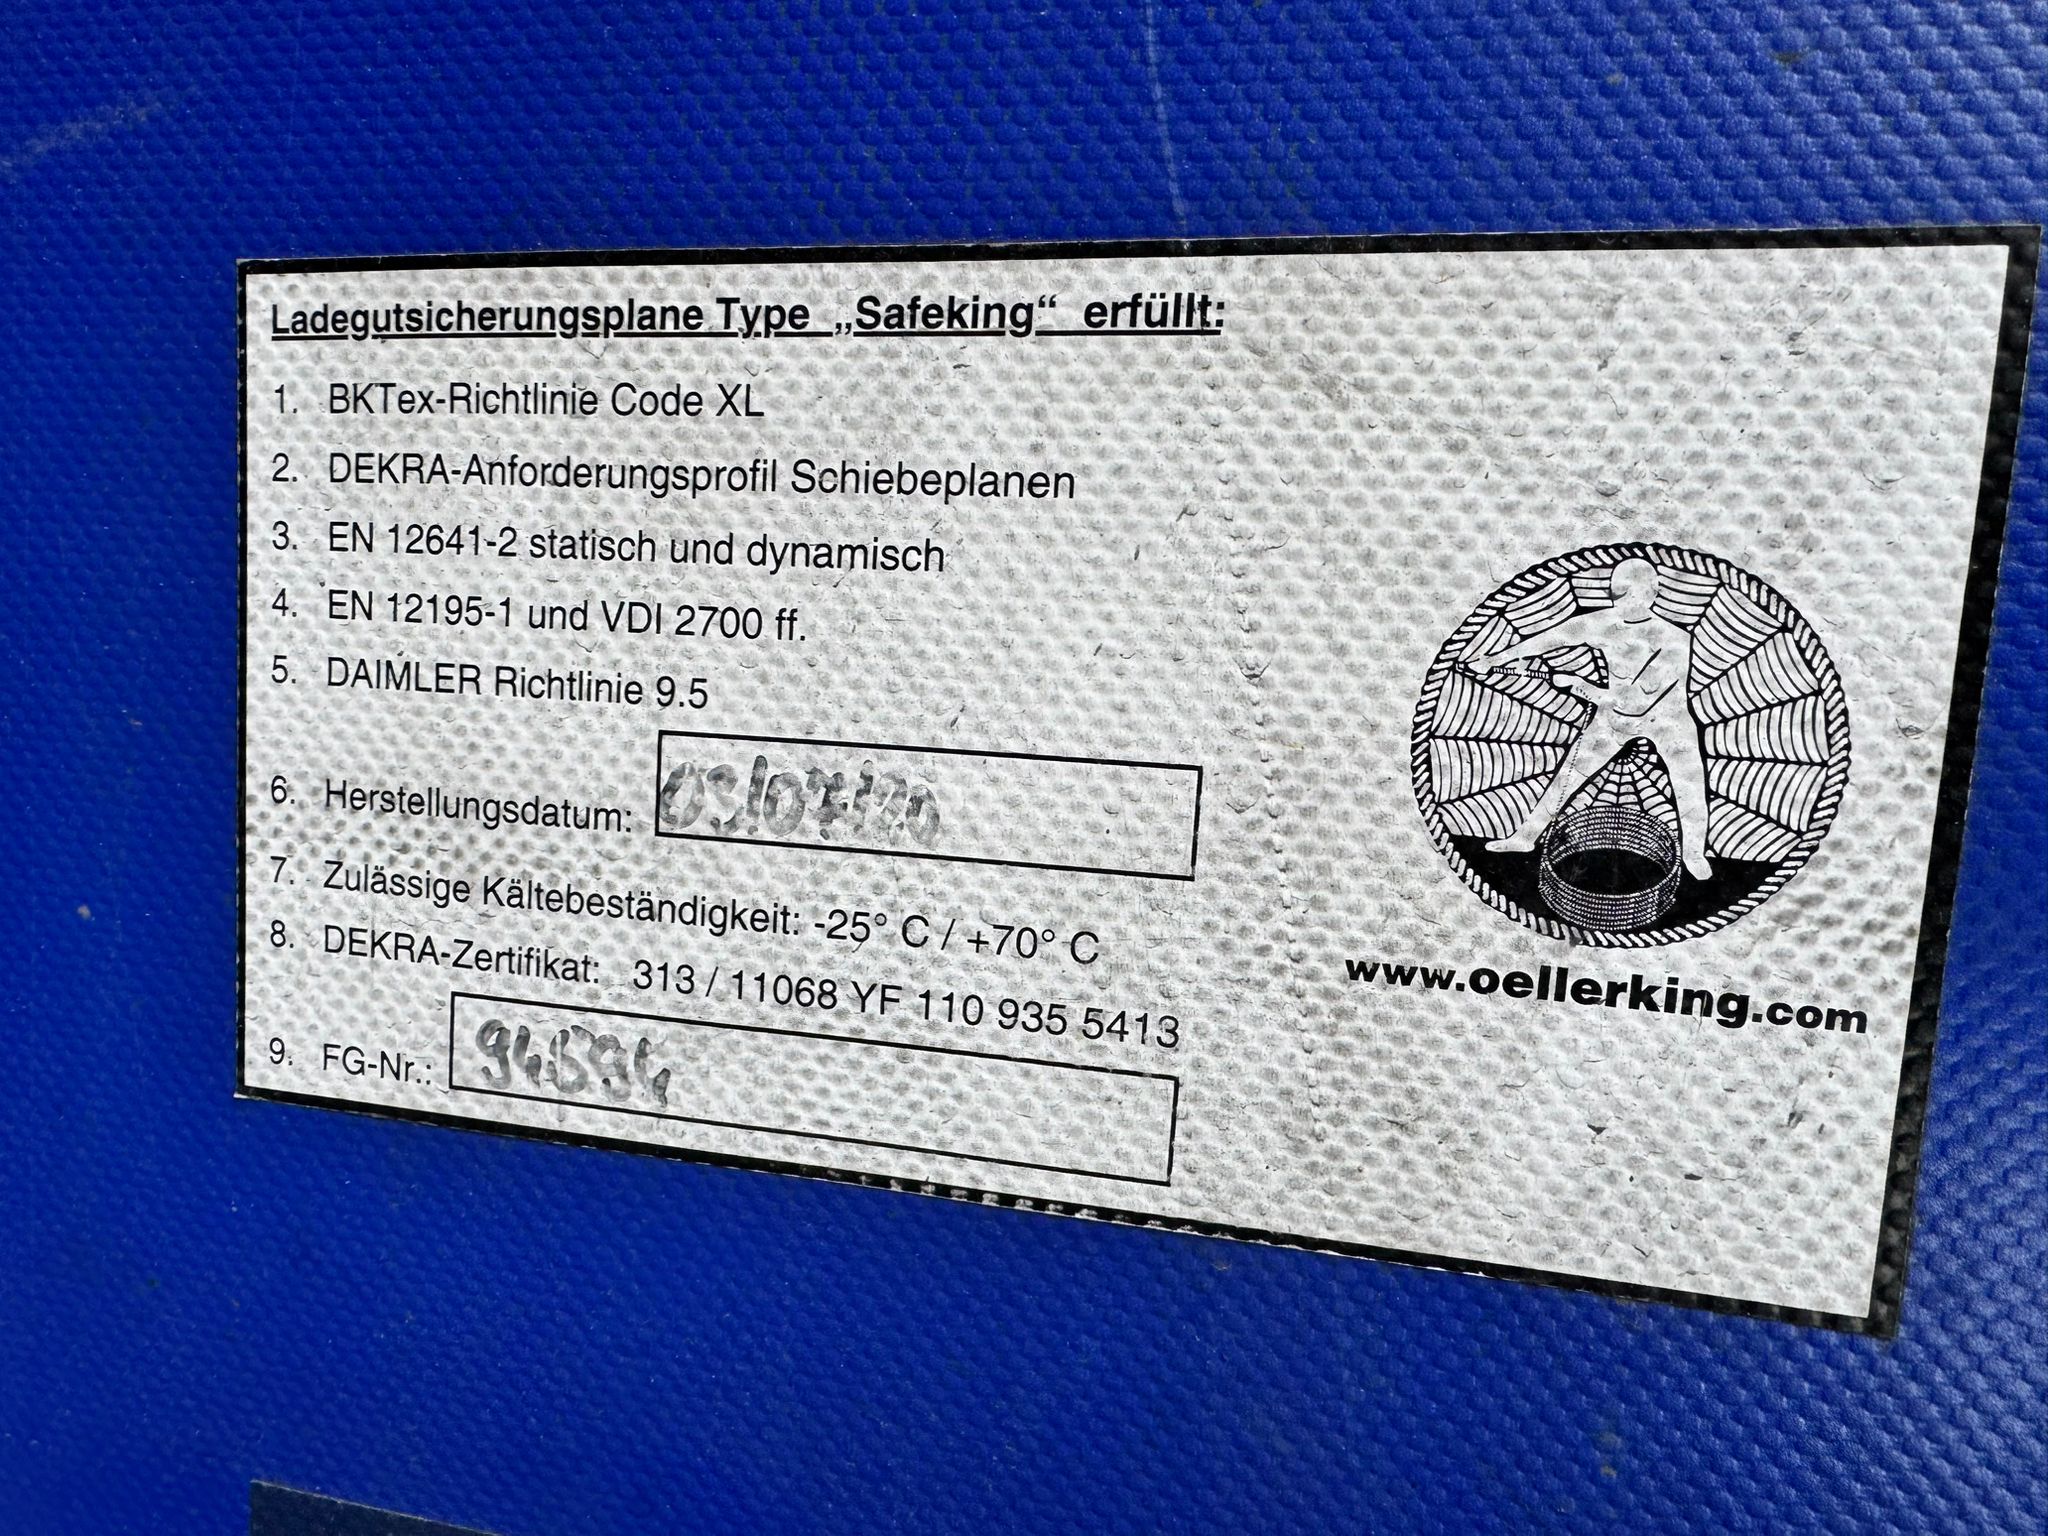 Ladegutsicherungsplane Type „Safeking“ erfüllt:
1. BKTex-Richtlinie Code XL
2. DEKRA-Anforderungsprofil Schiebeplanen
3. EN 12641-2 statisch und dynamisch
4. EN 12195-1 und VDI 2700 ff.
5. DAIMLER Richtlinie 9.5
6. Herstellungsdatum:
7. Zulässige Kältebeständigkeit: -25° C / +70° C
8. DEKRA-Zertifikat: 313 / 11068 YF 110 935 5413
9. FG-Nr.:
www.oellerking.com